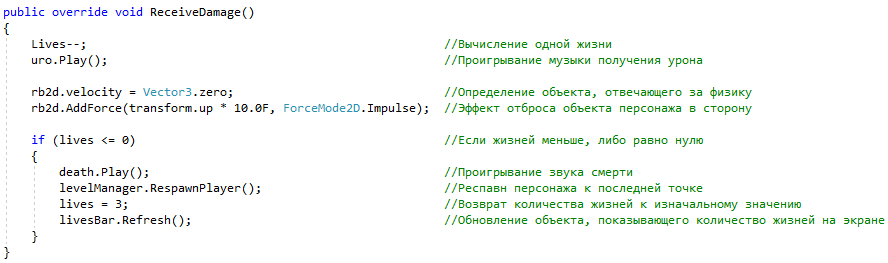 public override void ReceiveDamage()
{
Lives--; //Вычисление одной жизни
uro.Play(); //Проигрывание музыки получения урона
rb2d.velocity = Vector3.zero; //Определение объекта, отвечающего за физику
rb2d.AddForce(transform.up * 10.0F, ForceMode2D.Impulse); //Эффект отброса объекта персонажа в сторону
if (lives <= 0) //Если жизней меньше, либо равно нулю
{
death.Play(); //Проигрывание звука смерти
levelManager.RespawnPlayer(); //Респавн персонажа к последней точке
lives = 3; //Возврат количества жизней к изначальному значению
livesBar.Refresh(); //Обновление объекта, показывающего количество жизней на экране
}
}